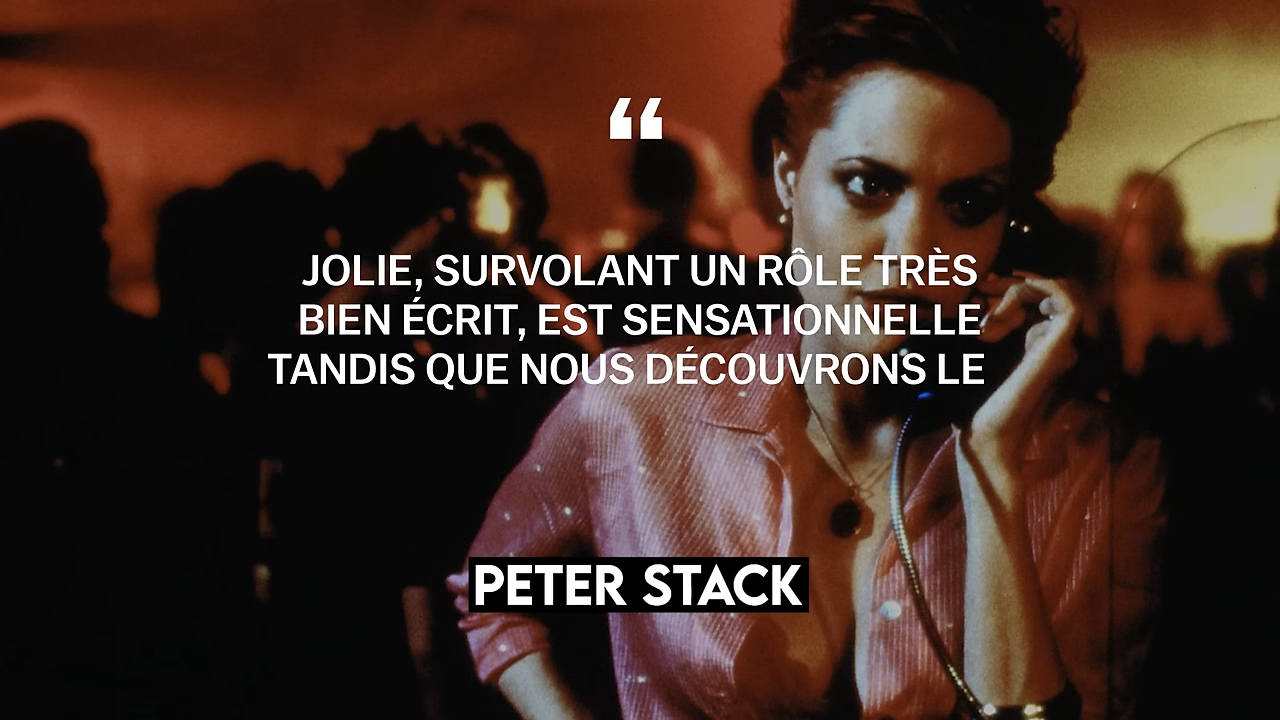 “
JOLIE, SURVOLANT UN RÔLE TRÈS
BIEN ÉCRIT, EST SENSATIONNELLE
TANDIS QUE NOUS DÉCOUVRONS LE
PETER STACK